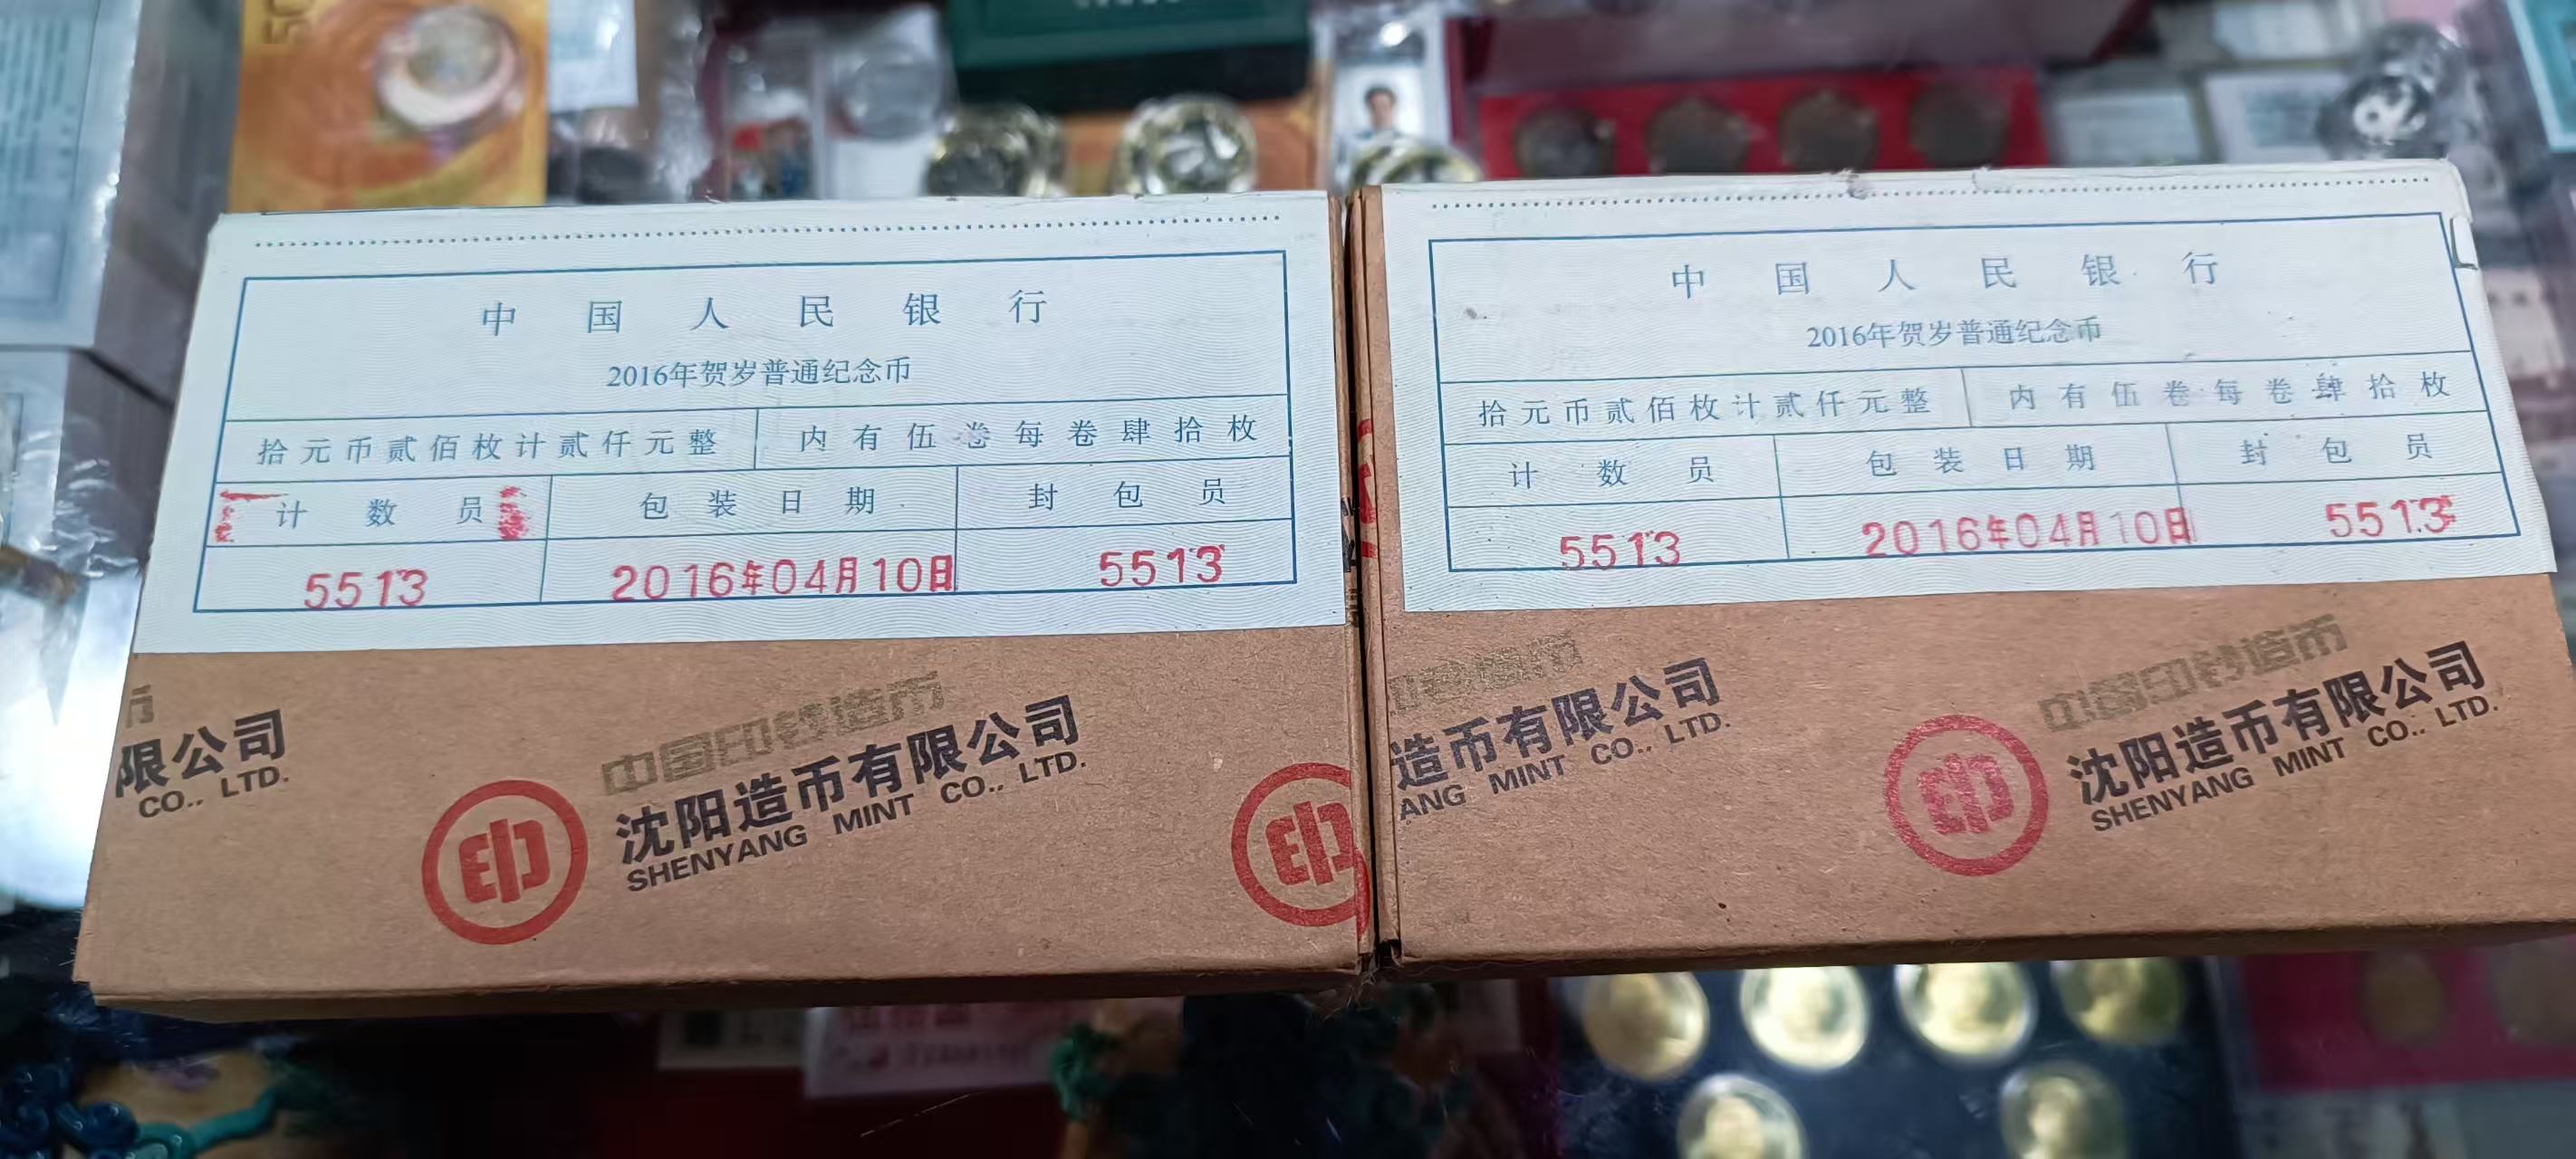 中国人民银行
2016年贺岁普通纪念币
拾元币贰佰枚计贰仟元整 内有伍卷每卷肆拾枚
计数员 包装日期 封包员
5513 2016年04月10日 5513
限公司
CO., LTD.
中国印钞造币
沈阳造币有限公司
SHENYANG MINT CO., LTD.
中国人民银行
2016年贺岁普通纪念币
拾元币贰佰枚计贰仟元整 内有伍卷每卷肆拾枚
计数员 包装日期 封包员
5513 2016年04月10日 5513
造币有限公司
ANG MINT CO., LTD.
中国印钞造币
沈阳造币有限公司
SHENYANG MINT CO., LTD.